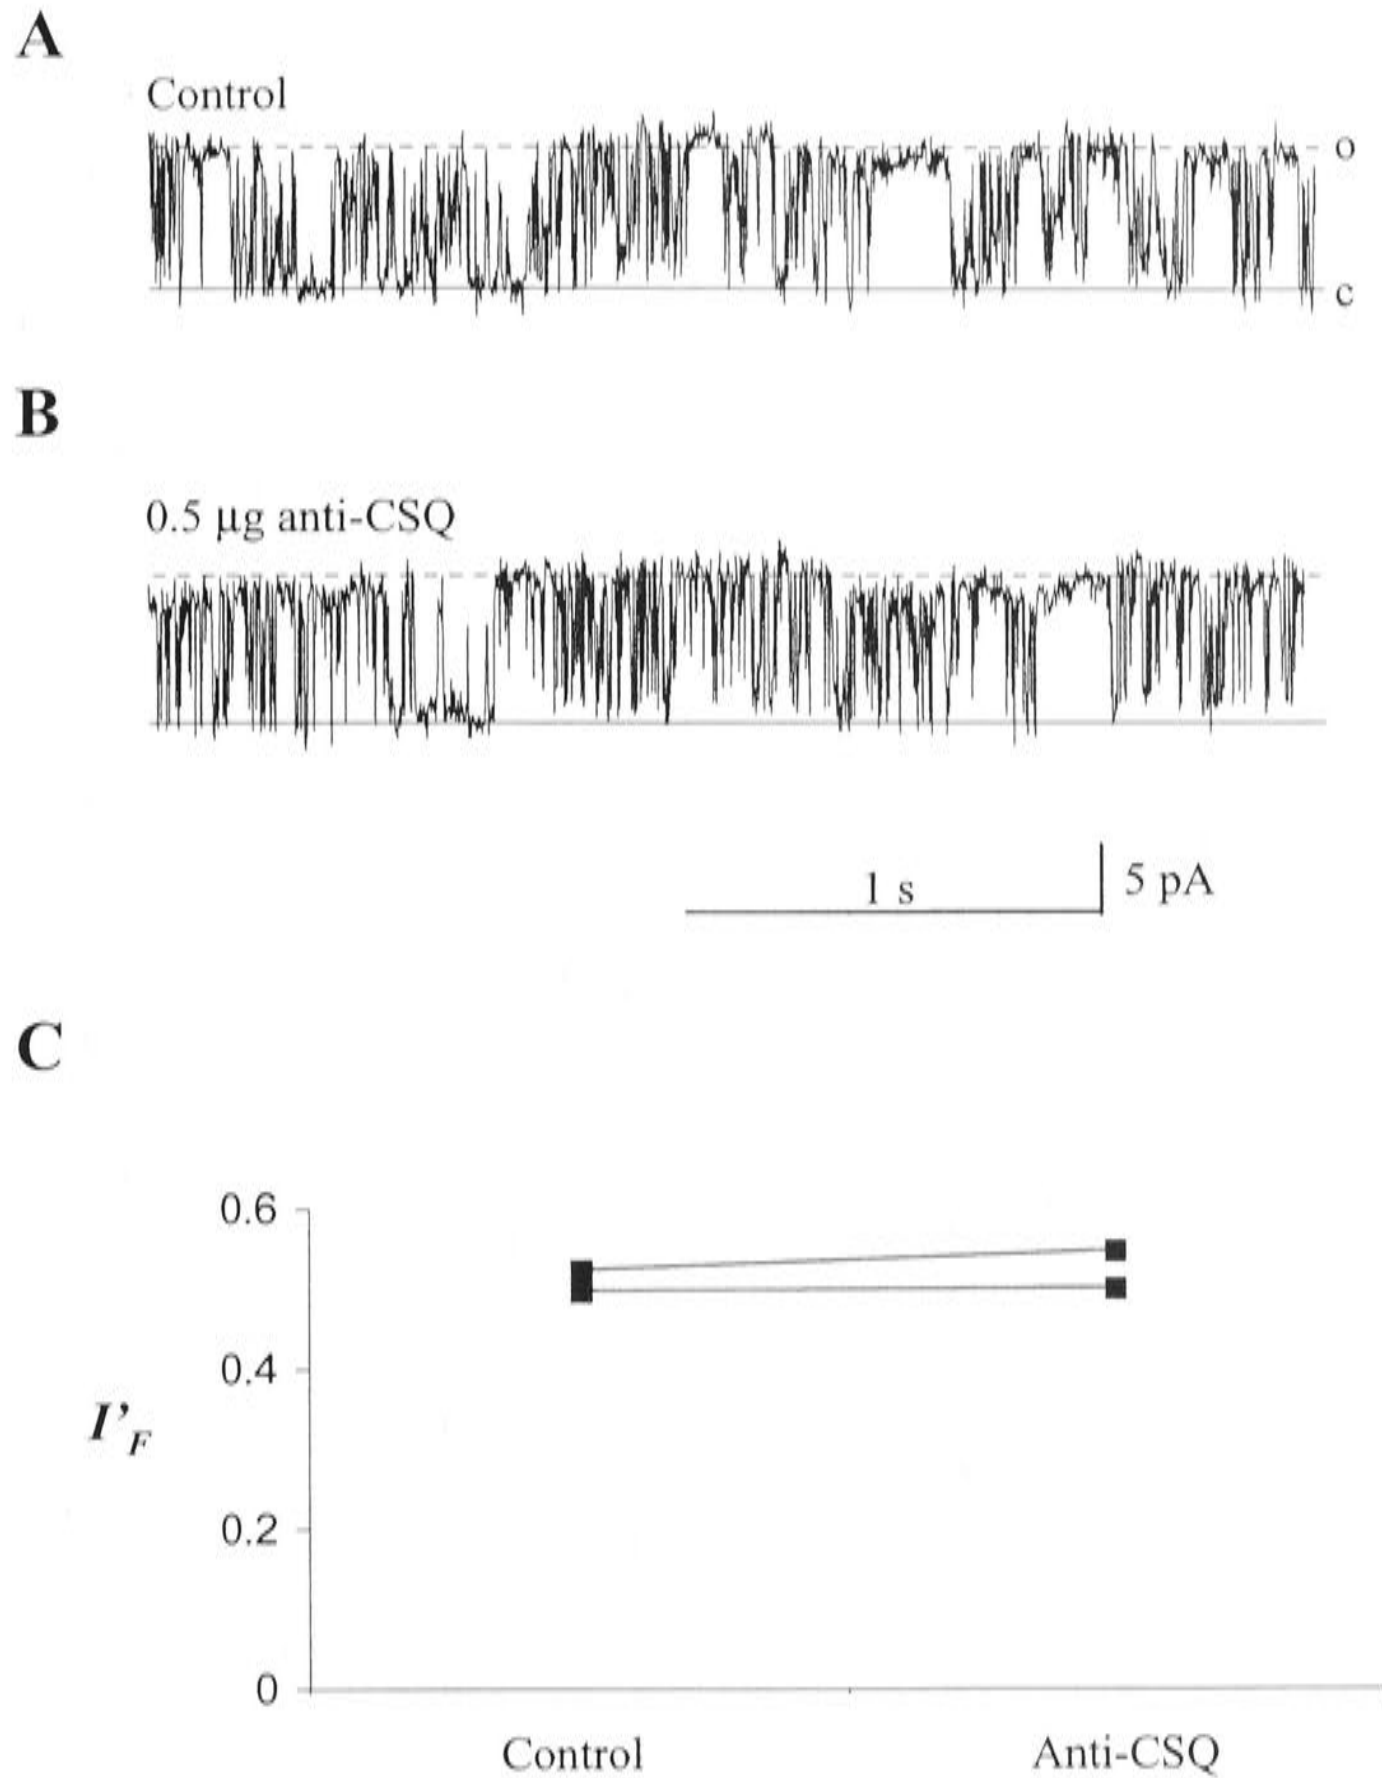 A
Control
o
c
B
0.5 µg anti-CSQ
1 s
5 pA
C
0.6
0.4
I’F
0.2
0
Control
Anti-CSQ